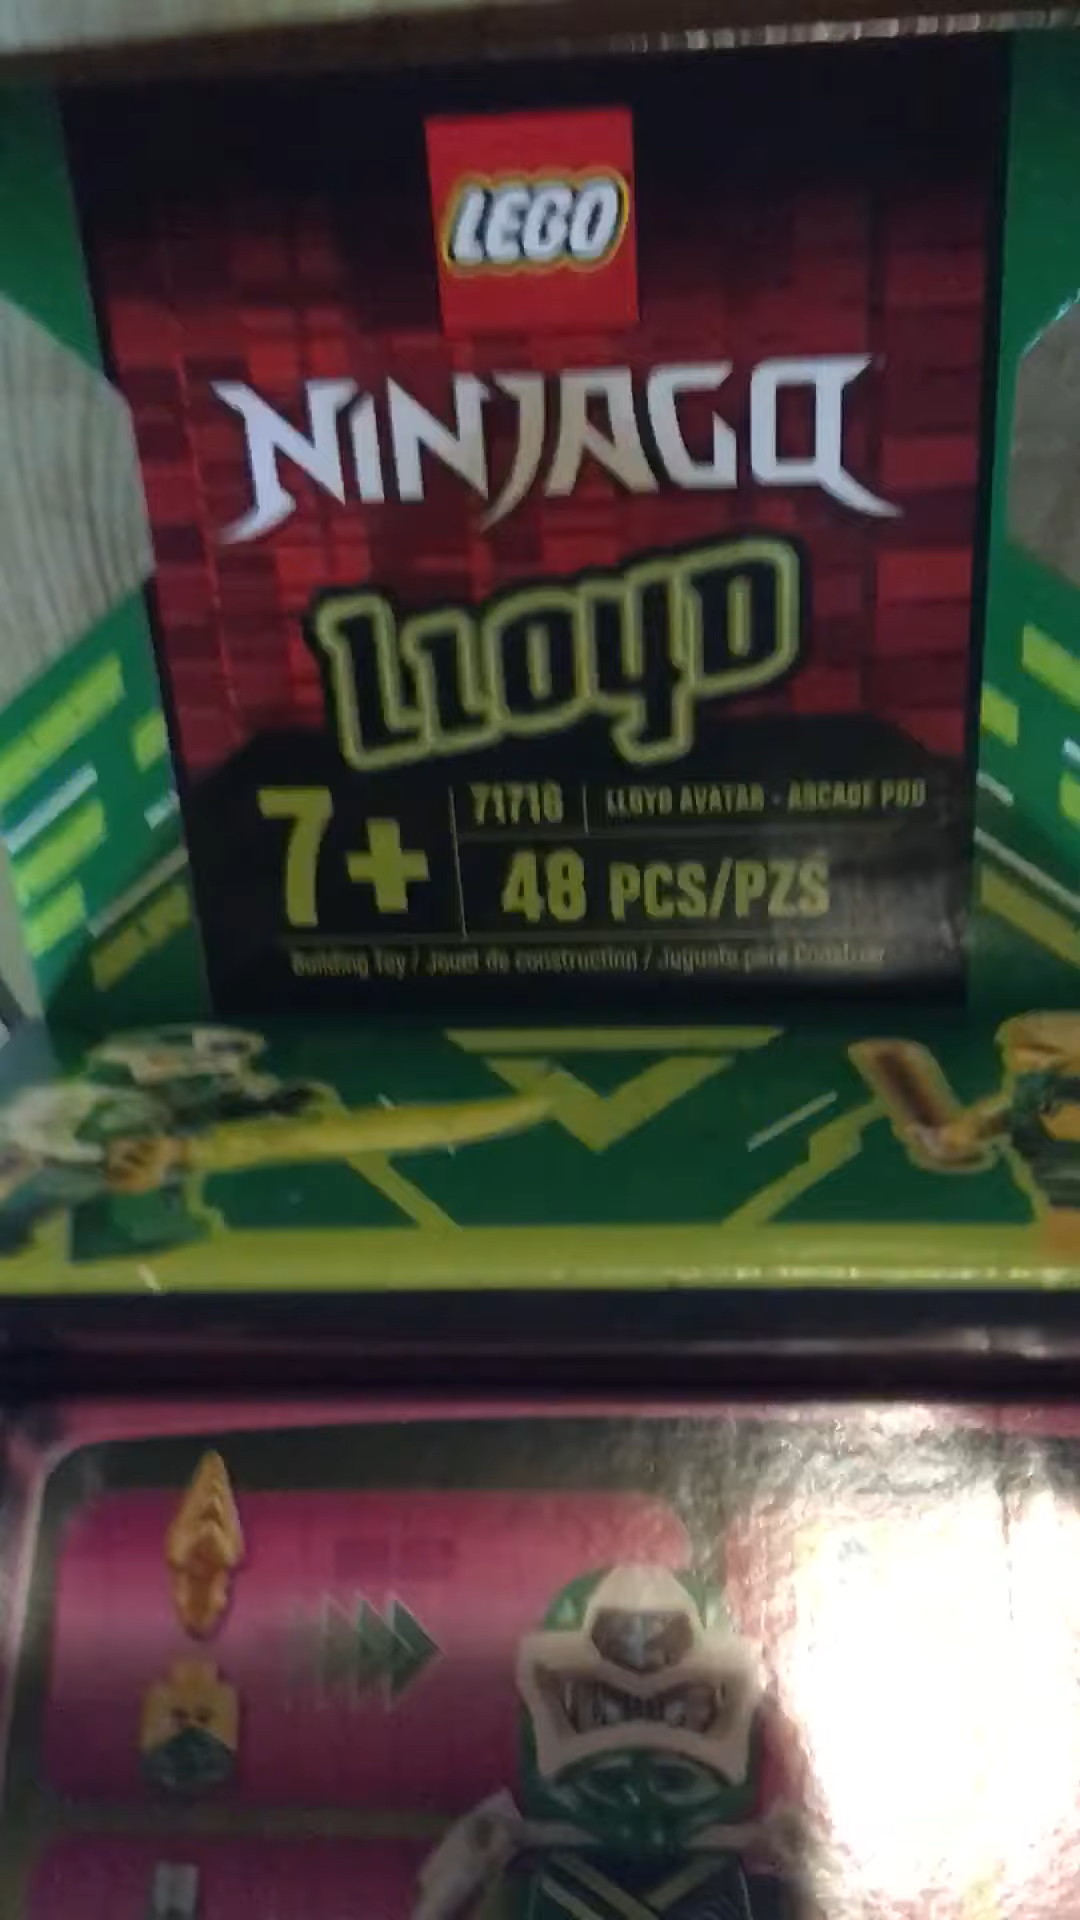 LEGO
NINJAGO
LLOYD
7+
71716
LLOYD AVATAR - ARCADE POD
48 PCS/PZS
Building Toy / Jouet de construction / Juguete para Construir